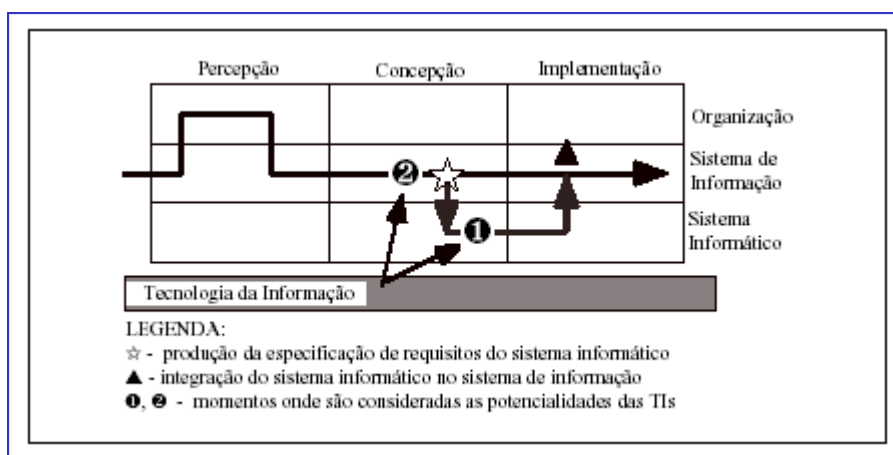 Percepção Concepção Implementação
Organização
Sistema de
Informação
Sistema
Informático
❷
❶
Tecnologia da Informação
LEGENDA:
☆ - produção da especificação de requisitos do sistema informático
▲ - integração do sistema informático no sistema de informação
❶, ❷ - momentos onde são consideradas as potencialidades das TIs